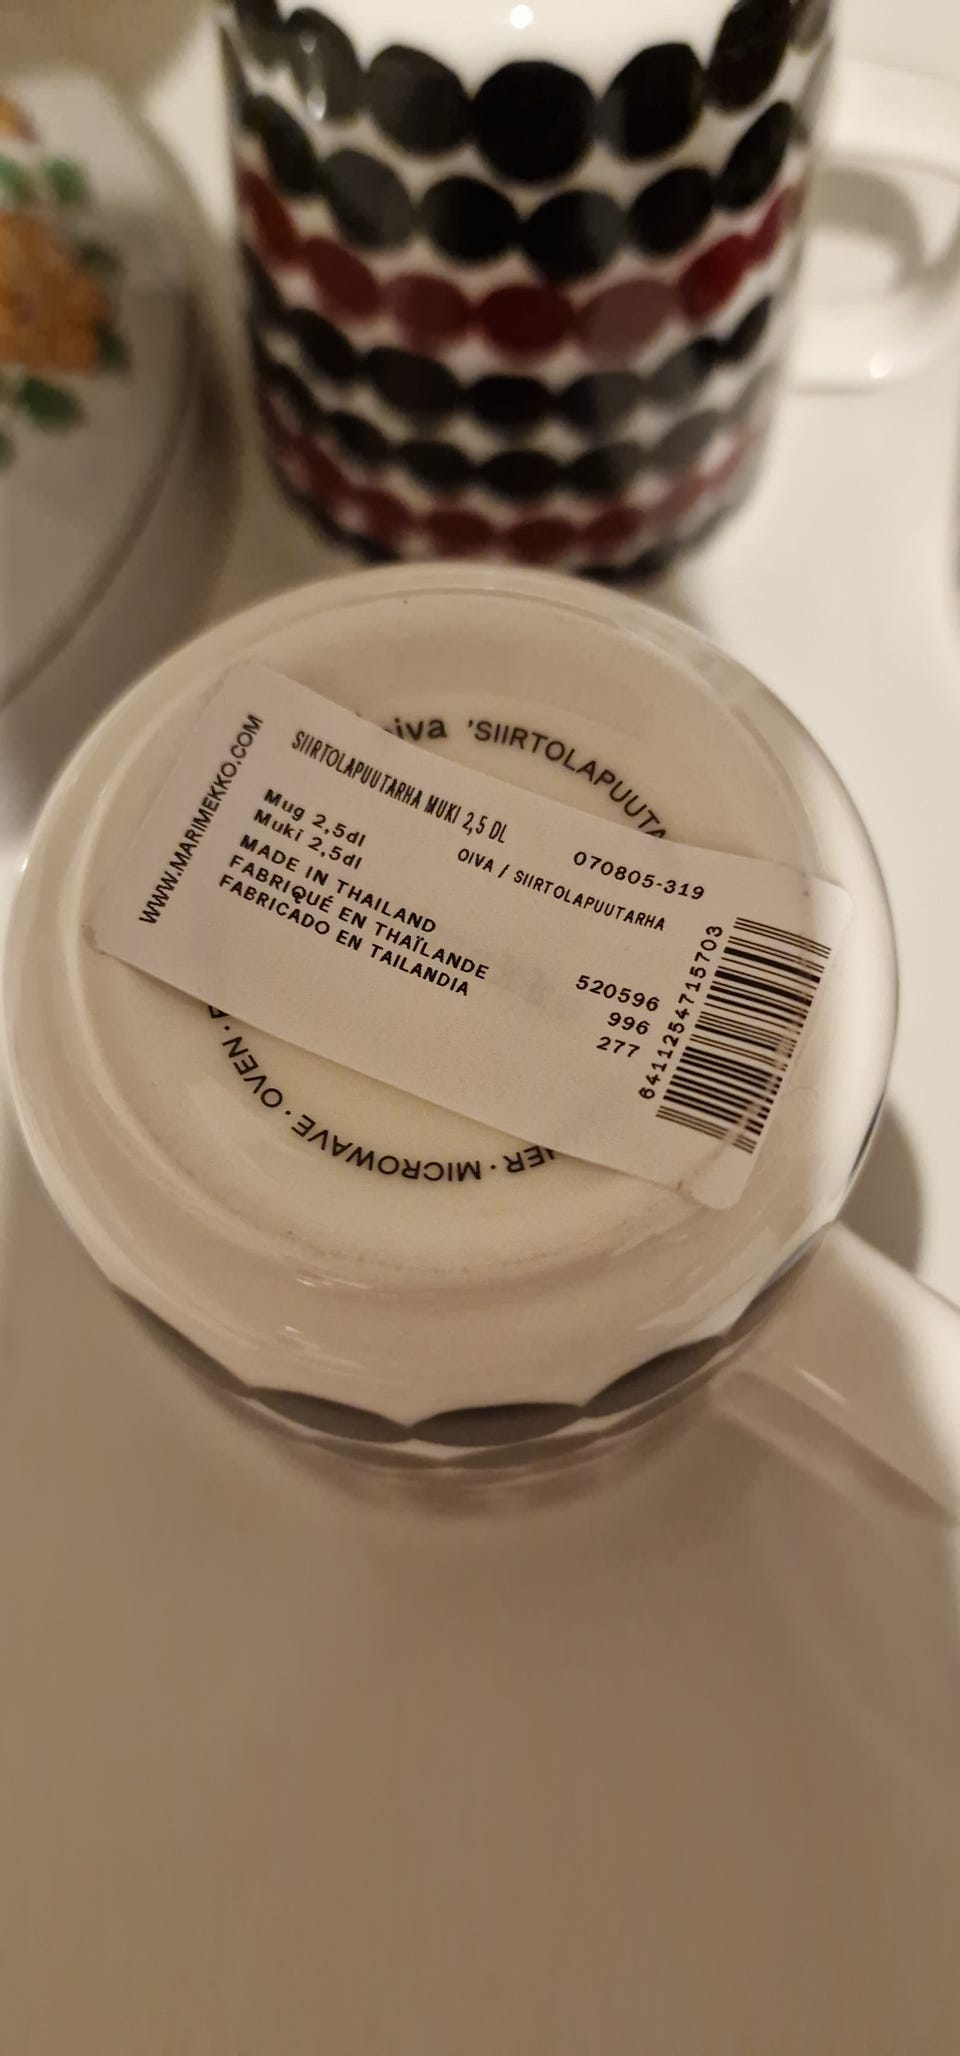 iva 'SIIRTOLAPUUTA
WWW.MARIMEKKO.COM
SIIRTOLAPUUTARHA MUKI 2,5 DL
070805-319
Mug 2,5dl
Muki 2,5dl
OIVA / SIIRTOLAPUUTARHA
MADE IN THAILAND
FABRIQUÉ EN THAÏLANDE
FABRICADO EN TAILANDIA
520596
996
277
6411254715703
ER · MICROWAVE · OVEN ·